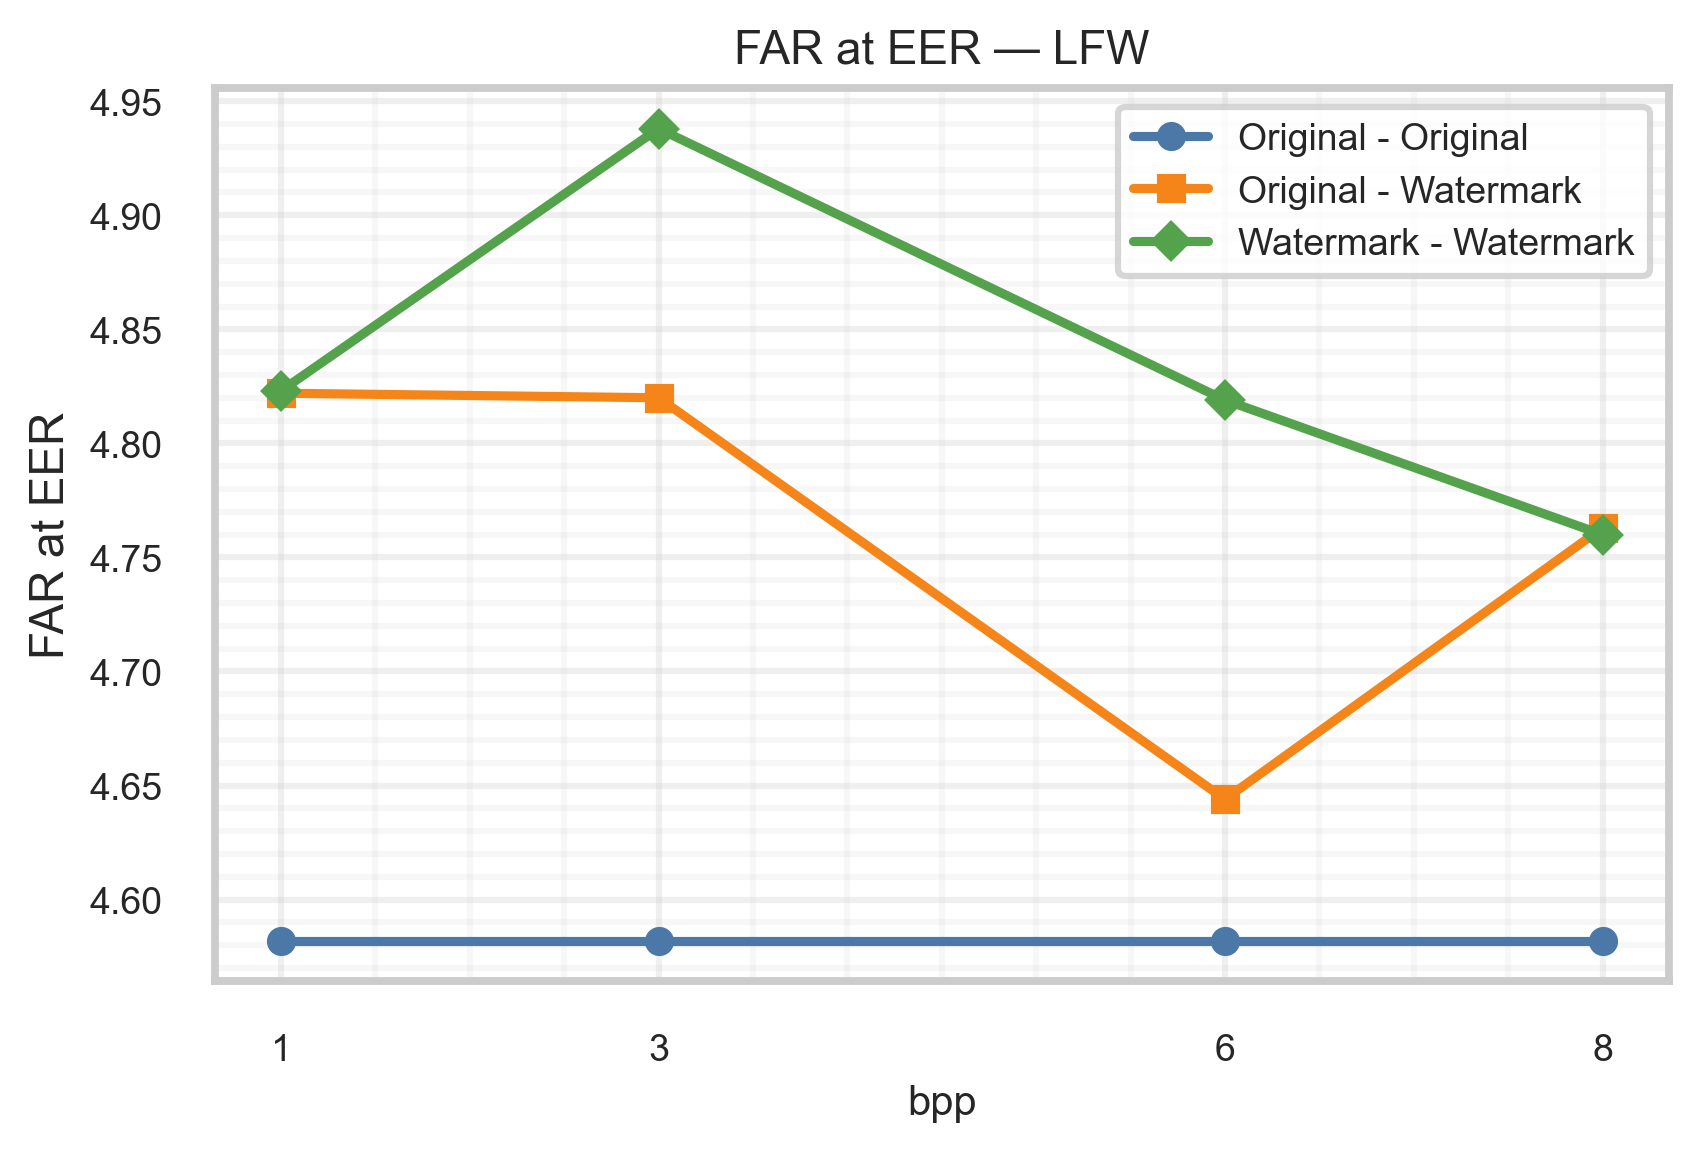 FAR at EER — LFW
4.95
4.90
4.85
4.80
4.75
4.70
4.65
4.60
FAR at EER
Original - Original
Original - Watermark
Watermark - Watermark
1 3 6 8
bpp